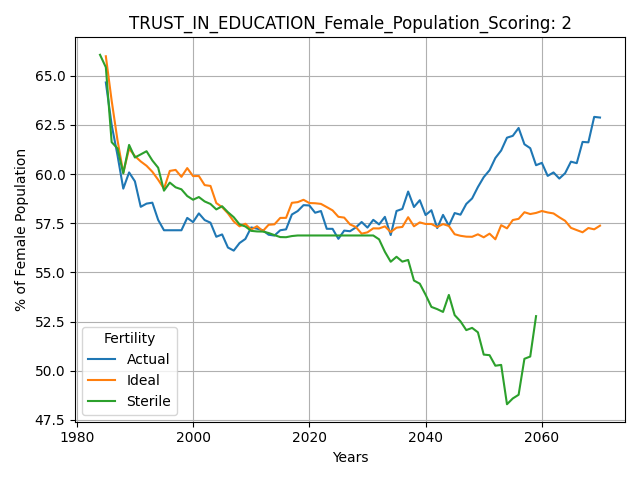 TRUST_IN_EDUCATION_Female_Population_Scoring: 2
% of Female Population
65.0
62.5
60.0
57.5
55.0
52.5
50.0
47.5
Fertility
Actual
Ideal
Sterile
1980
2000
2020
2040
2060
Years